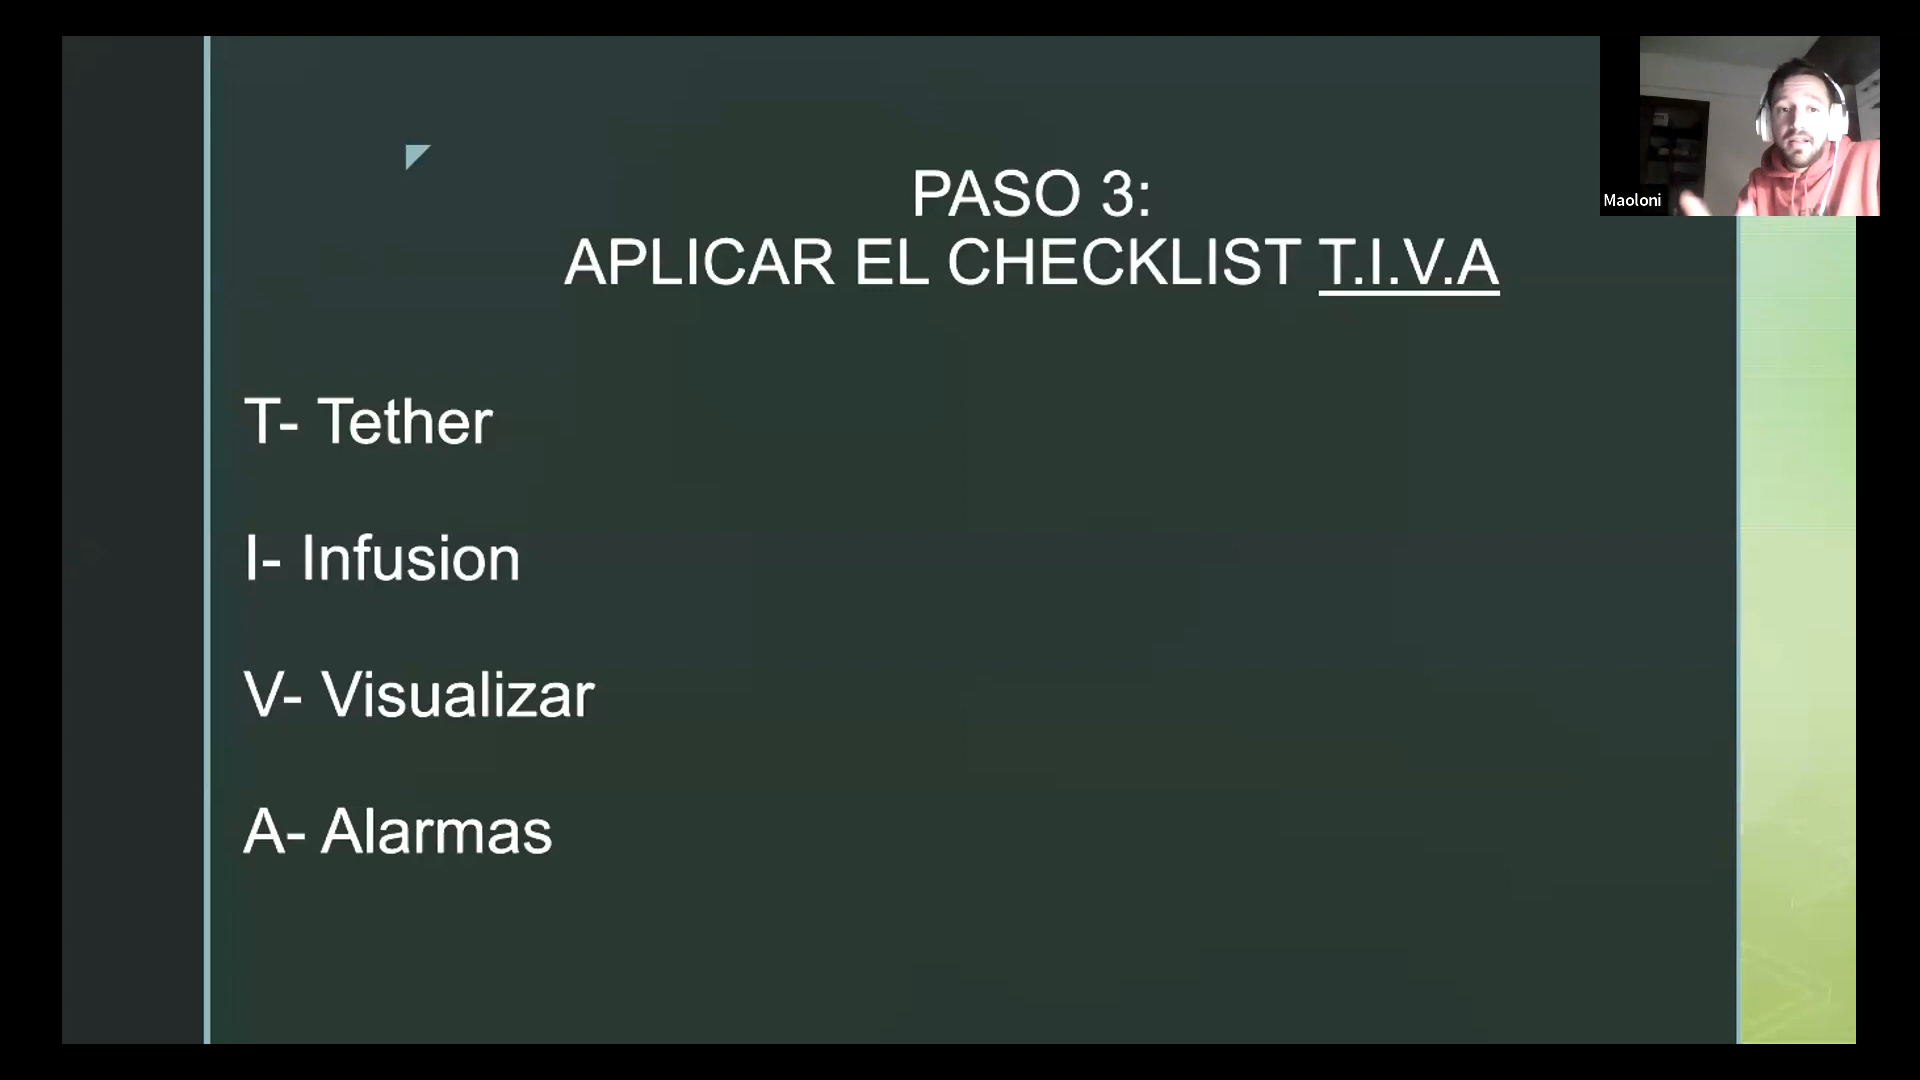 PASO 3:
APLICAR EL CHECKLIST T.I.V.A
T- Tether
I- Infusion
V- Visualizar
A- Alarmas
Maoloni